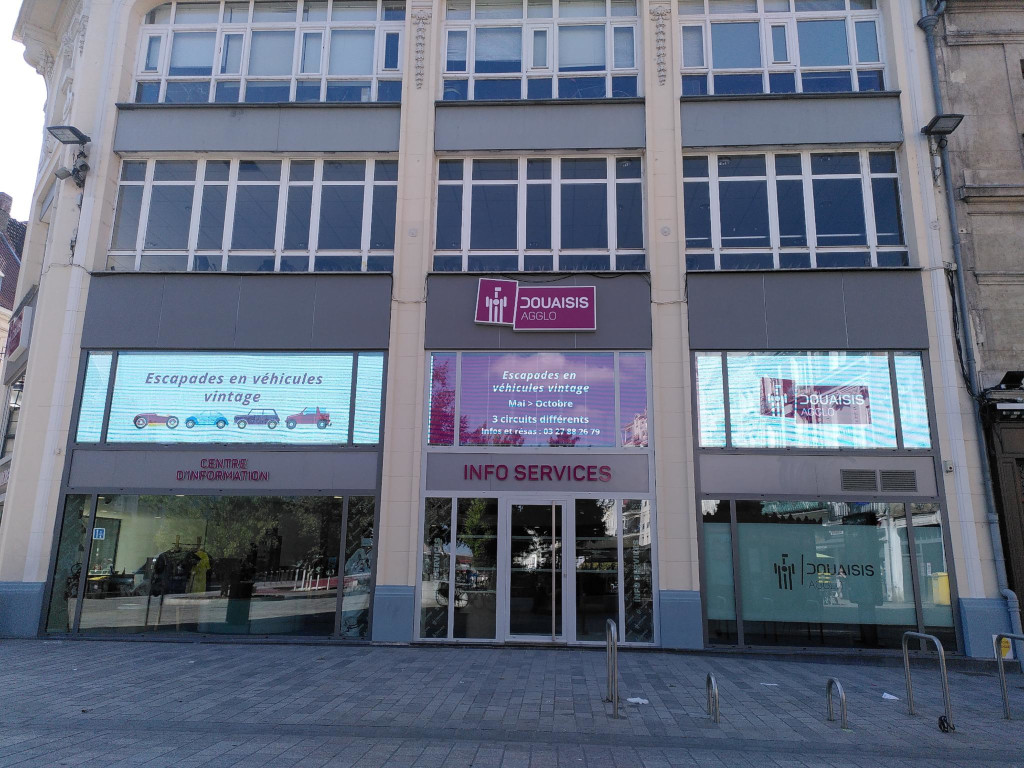 DOUAISIS
AGGLO
Escapades en véhicules
vintage
Escapades en
véhicules vintage
Mai > Octobre
3 circuits différents
Infos et résas : 03 27 88 26 79
DOUAISIS
AGGLO
CENTRE
D'INFORMATION
INFO SERVICES
DOUAISIS
AGGLO